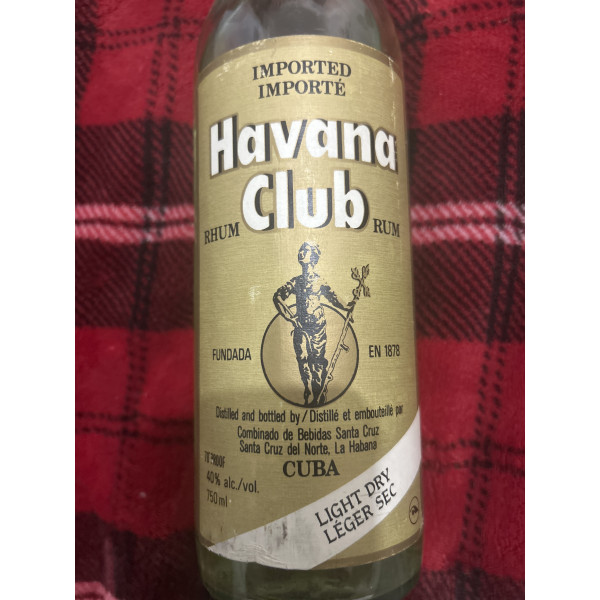 IMPORTED
IMPORTÉ
Havana
Club
RHUM RUM
FUNDADA EN 1878
Distilled and bottled by / Distillé et embouteillé par
Combinado de Bebidas Santa Cruz
Santa Cruz del Norte, La Habana
CUBA
70° PROOF
40% alc./vol.
750 ml
LIGHT DRY
LÉGER SEC